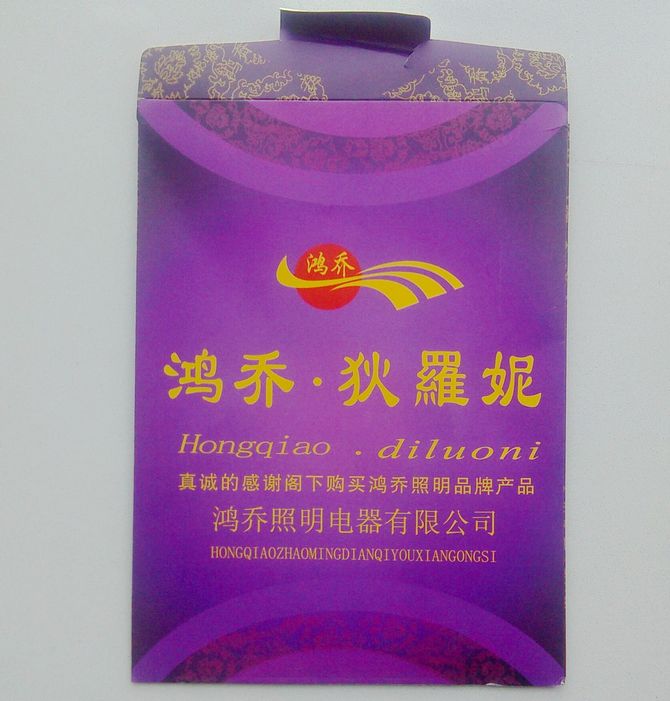 鸿乔
鸿乔·狄羅妮
Hongqiao . diluoni
真诚的感谢阁下购买鸿乔照明品牌产品
鸿乔照明电器有限公司
HONGQIAOZHAOMINGDIANQIYOUXIANGONGSI